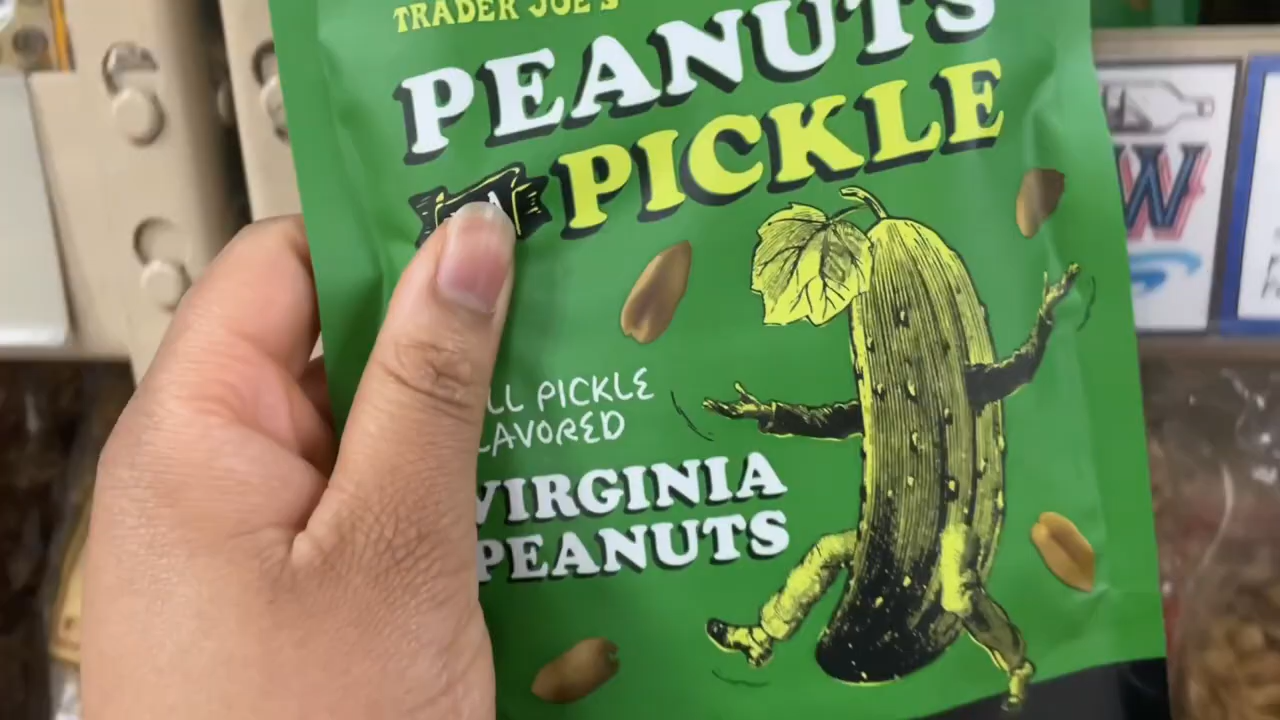 TRADER JOE'S
PEANUTS
PICKLE
LL PICKLE
LAVORED
VIRGINIA
PEANUTS
W